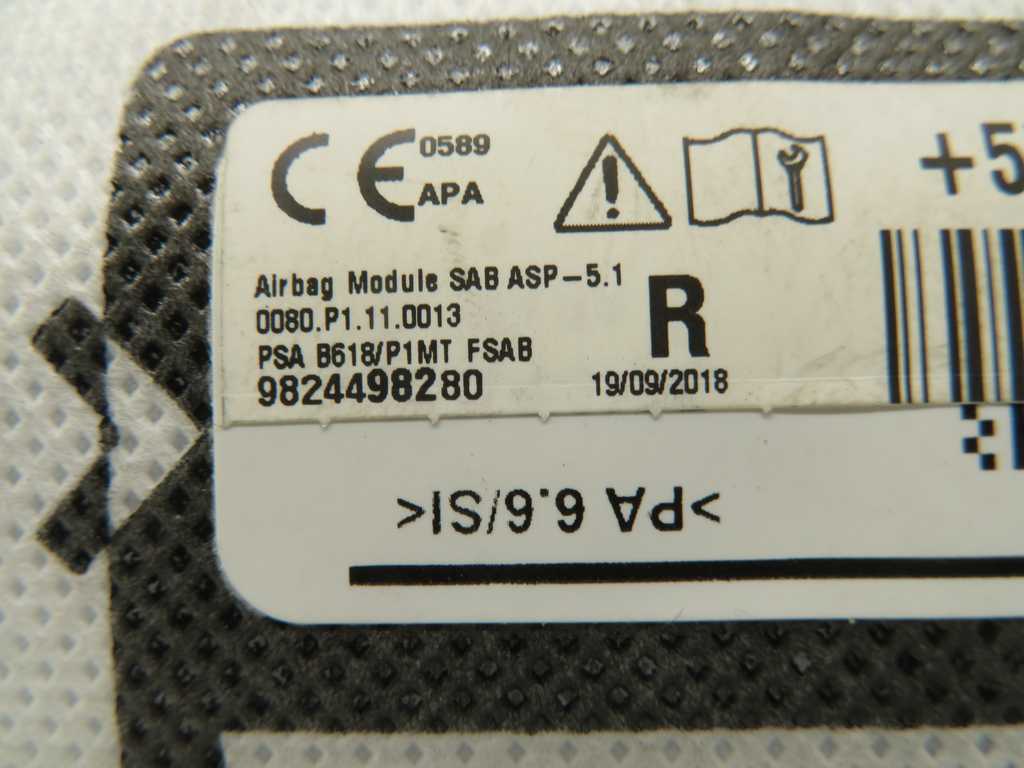 CE 0589
APA
+5
Airbag Module SAB ASP-5.1
0080.P1.11.0013
R
PSA B618/P1MT FSAB
9824498280
19/09/2018
>PA 6.6/SI<